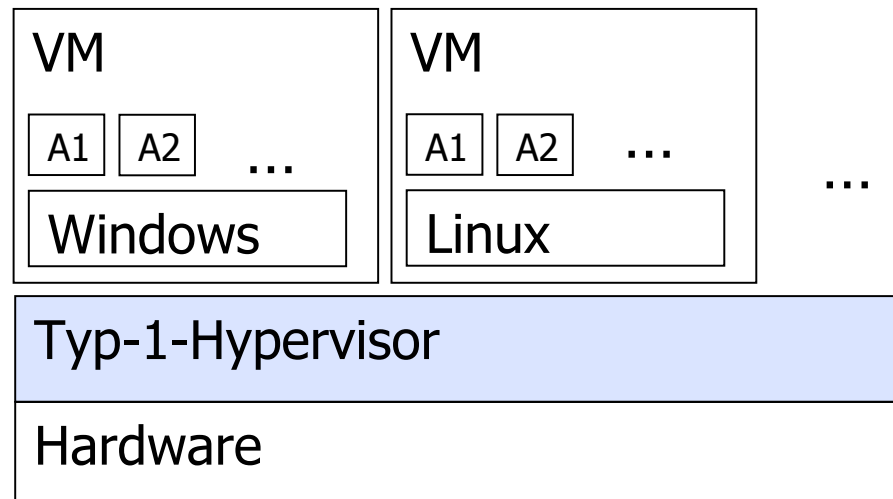 VM
A1 A2 ...
Windows
VM
A1 A2 ...
Linux
...
Typ-1-Hypervisor
Hardware